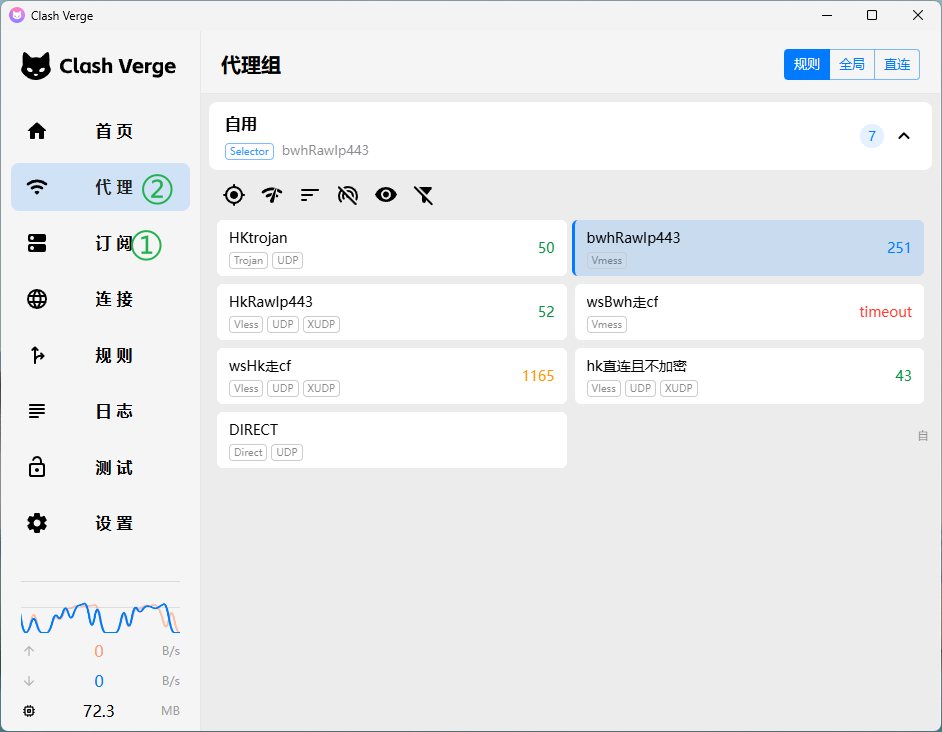 Clash Verge
Clash Verge
首页
代理 ②
订阅 ①
连接
规则
日志
测试
设置
0 B/s
0 B/s
72.3 MB
代理组
规则 全局 直连
自用
Selector bwhRawIp443
7
HKtrojan
Trojan UDP
50
bwhRawIp443
Vmess
251
HkRawIp443
Vless UDP XUDP
52
wsBwh走cf
Vmess
timeout
wsHk走cf
Vless UDP XUDP
1165
hk直连且不加密
Vless UDP XUDP
43
DIRECT
Direct UDP
自